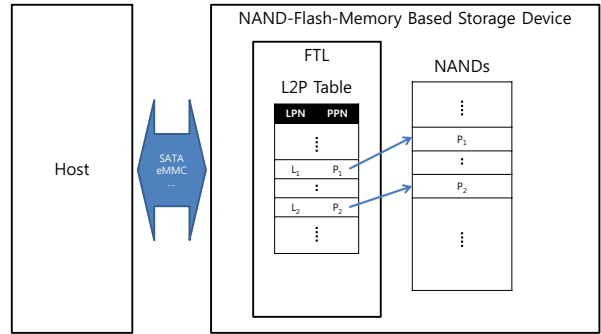 NAND-Flash-Memory Based Storage Device
FTL
NANDs
L2P Table
LPN PPN
Host
SATA
eMMC
...
L₁ P₁
L₂ P₂
P₁
P₂